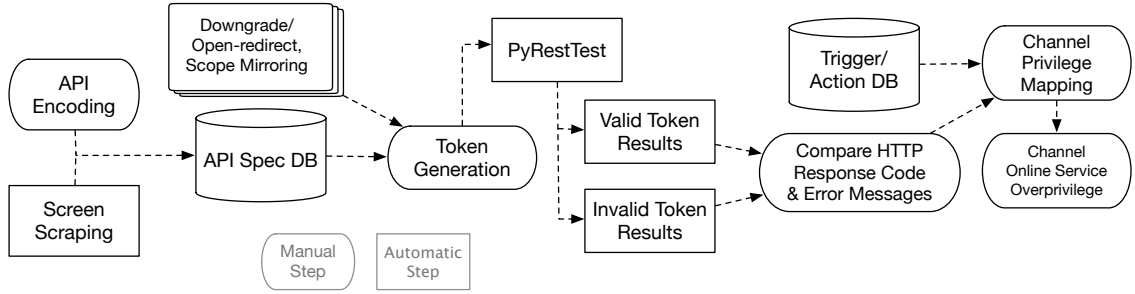 API
Encoding
Screen
Scraping
Downgrade/
Open-redirect,
Scope Mirroring
API Spec DB
Token
Generation
PyRestTest
Valid Token
Results
Invalid Token
Results
Trigger/
Action DB
Compare HTTP
Response Code
& Error Messages
Channel
Privilege
Mapping
Channel
Online Service
Overprivilege
Manual
Step
Automatic
Step